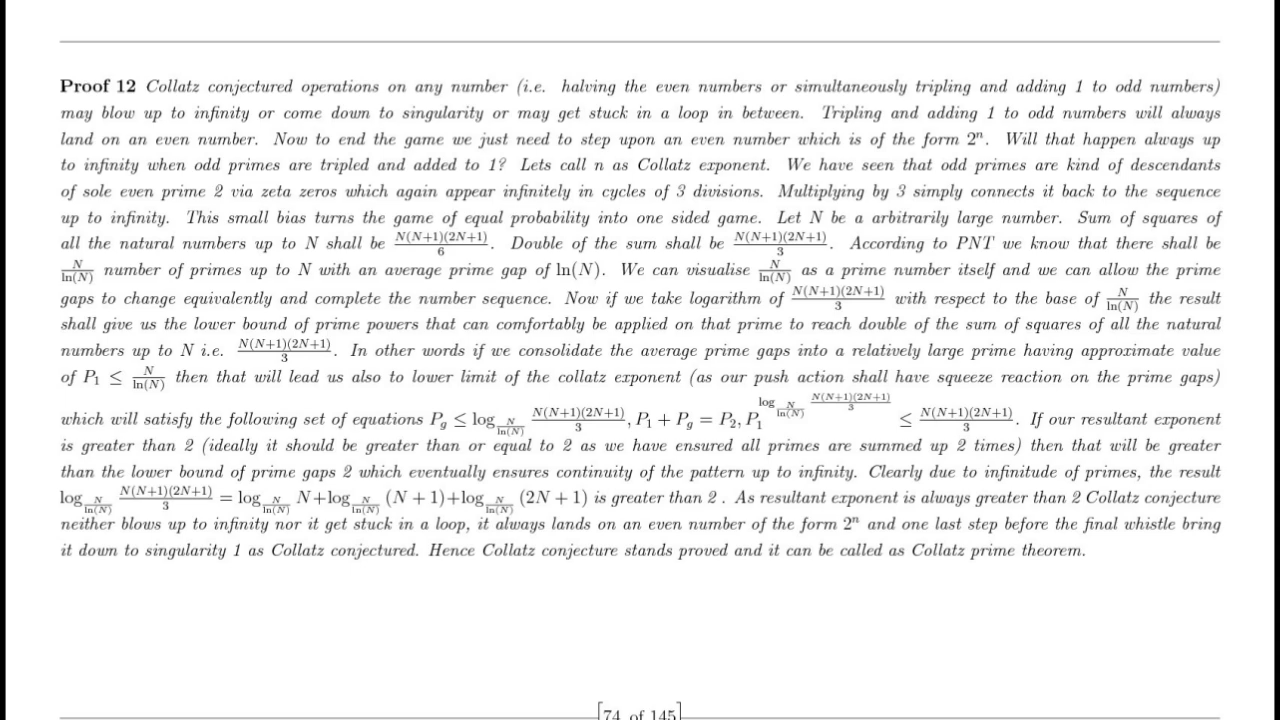 Proof 12 Collatz conjectured operations on any number (i.e. halving the even numbers or simultaneously tripling and adding 1 to odd numbers)
may blow up to infinity or come down to singularity or may get stuck in a loop in between. Tripling and adding 1 to odd numbers will always
land on an even number. Now to end the game we just need to step upon an even number which is of the form $2^n$. Will that happen always up
to infinity when odd primes are tripled and added to 1? Lets call n as Collatz exponent. We have seen that odd primes are kind of descendants
of sole even prime 2 via zeta zeros which again appear infinitely in cycles of 3 divisions. Multiplying by 3 simply connects it back to the sequence
up to infinity. This small bias turns the game of equal probability into one sided game. Let N be a arbitrarily large number. Sum of squares of
all the natural numbers up to N shall be $\frac{N(N+1)(2N+1)}{6}$. Double of the sum shall be $\frac{N(N+1)(2N+1)}{3}$. According to PNT we know that there shall be
$\frac{N}{\ln(N)}$ number of primes up to N with an average prime gap of ln(N). We can visualise $\frac{N}{\ln(N)}$ as a prime number itself and we can allow the prime
gaps to change equivalently and complete the number sequence. Now if we take logarithm of $\frac{N(N+1)(2N+1)}{3}$ with respect to the base of $\frac{N}{\ln(N)}$ the result
shall give us the lower bound of prime powers that can comfortably be applied on that prime to reach double of the sum of squares of all the natural
numbers up to N i.e. $\frac{N(N+1)(2N+1)}{3}$. In other words if we consolidate the average prime gaps into a relatively large prime having approximate value
of $P_1 \leq \frac{N}{\ln(N)}$ then that will lead us also to lower limit of the collatz exponent (as our push action shall have squeeze reaction on the prime gaps)
which will satisfy the following set of equations $P_g \leq \log_{\frac{N}{\ln(N)}} \frac{N(N+1)(2N+1)}{3}, P_1 + P_g = P_2, P_1^{\log_{\frac{N}{\ln(N)}} \frac{N(N+1)(2N+1)}{3}} \leq \frac{N(N+1)(2N+1)}{3}$. If our resultant exponent
is greater than 2 (ideally it should be greater than or equal to 2 as we have ensured all primes are summed up 2 times) then that will be greater
than the lower bound of prime gaps 2 which eventually ensures continuity of the pattern up to infinity. Clearly due to infinitude of primes, the result
$\log_{\frac{N}{\ln(N)}} \frac{N(N+1)(2N+1)}{3} = \log_{\frac{N}{\ln(N)}} N + \log_{\frac{N}{\ln(N)}} (N+1) + \log_{\frac{N}{\ln(N)}} (2N+1)$ is greater than 2 . As resultant exponent is always greater than 2 Collatz conjecture
neither blows up to infinity nor it get stuck in a loop, it always lands on an even number of the form $2^n$ and one last step before the final whistle bring
it down to singularity 1 as Collatz conjectured. Hence Collatz conjecture stands proved and it can be called as Collatz prime theorem.
74 of 145